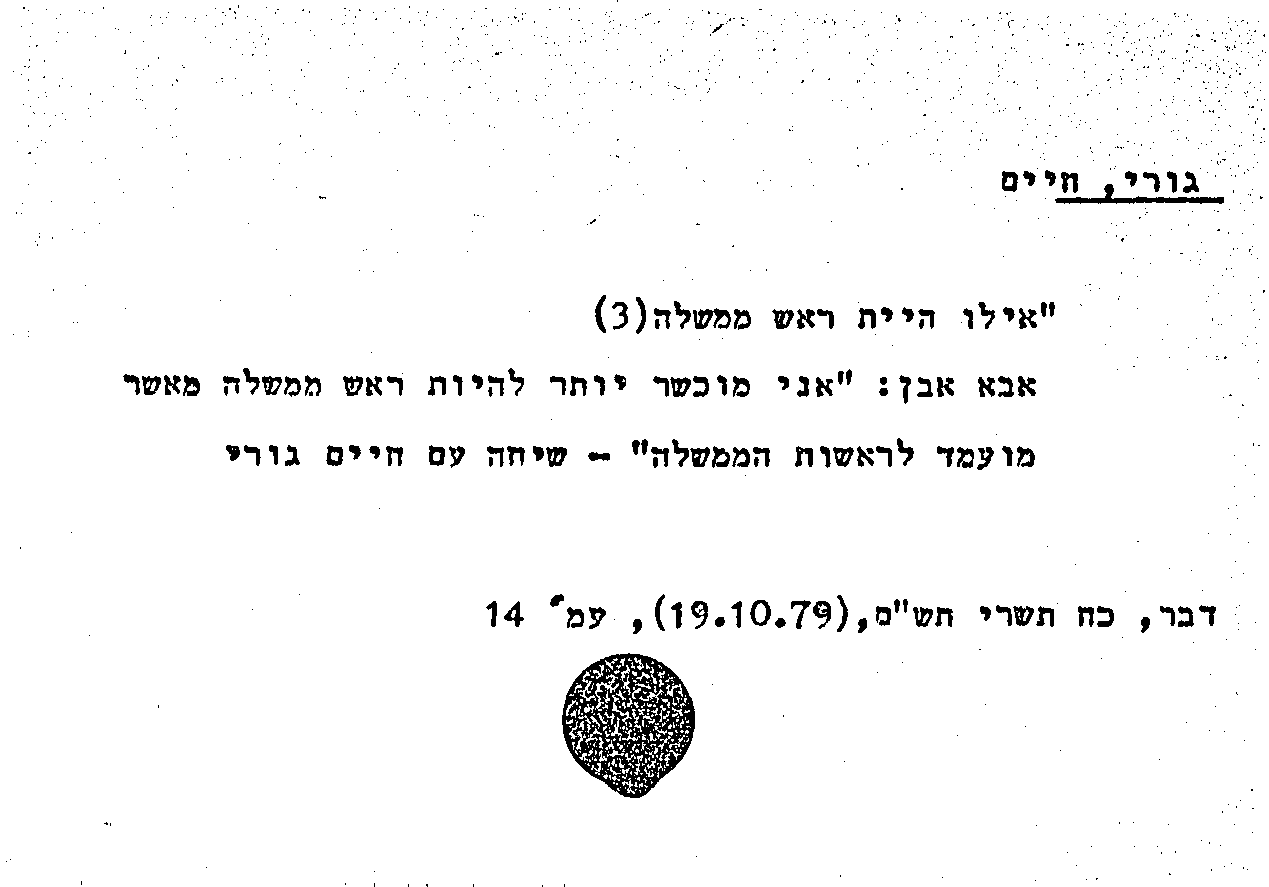 גורי, חיים
"אילו היית ראש ממשלה(3)
אבא אבן: "אני מוכשר יותר להיות ראש ממשלה מאשר
מועמד לראשות הממשלה" - שיחה עם חיים גורי
דבר, כח תשרי תש"ם,(19.10.79), עמ' 14